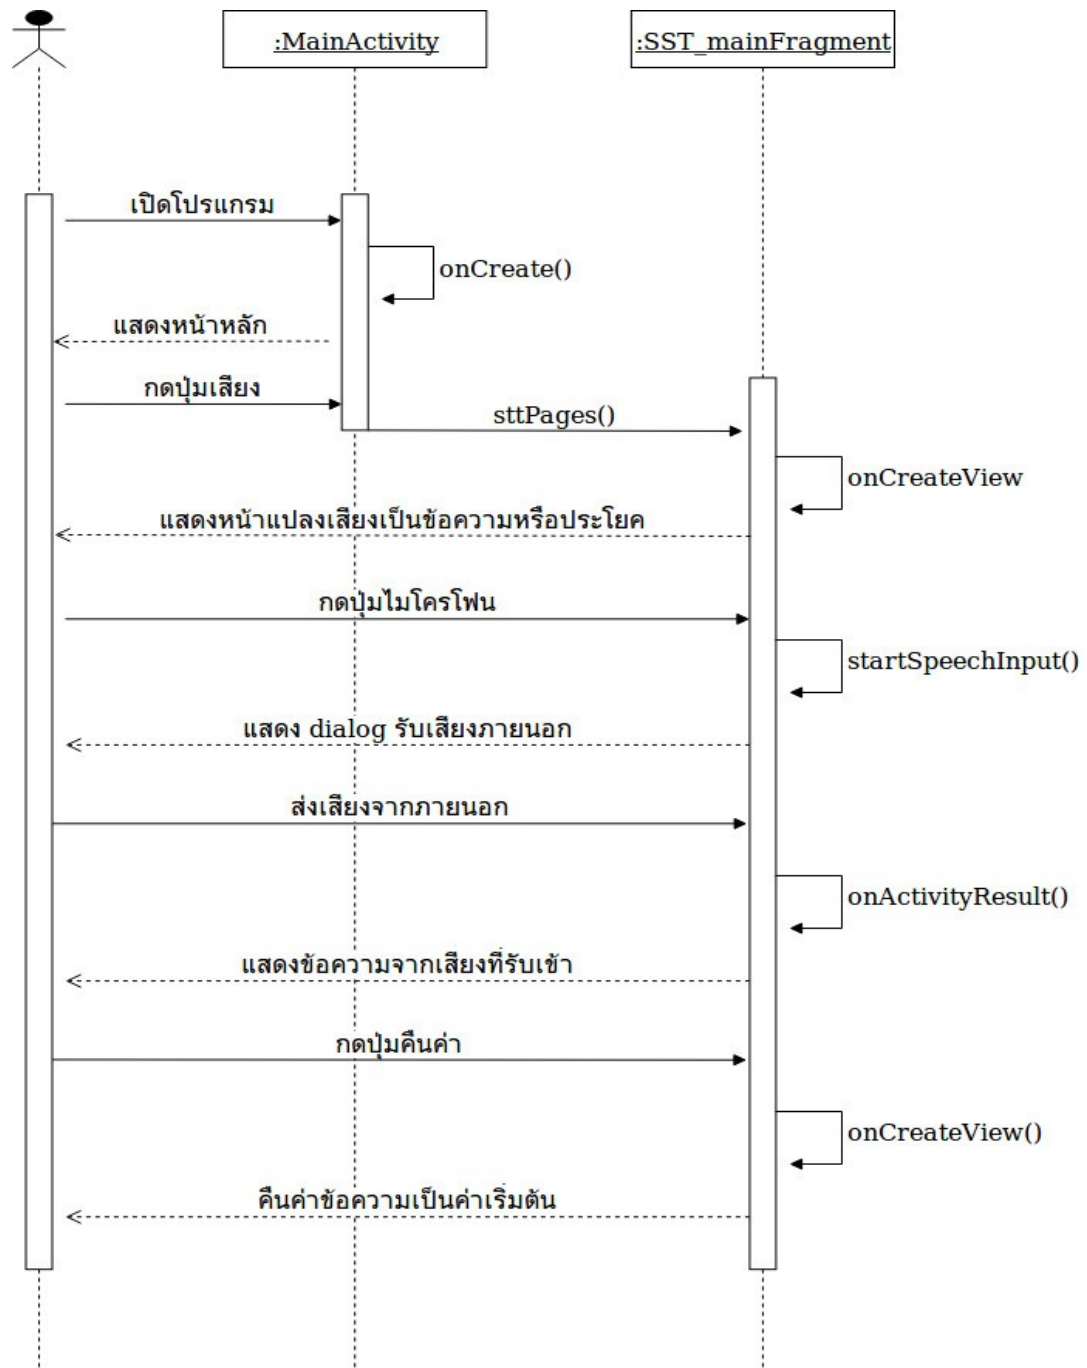 :MainActivity
:SST_mainFragment
เปิดโปรแกรม
onCreate()
แสดงหน้าหลัก
กดปุ่มเสียง
sttPages()
onCreateView
แสดงหน้าแปลงเสียงเป็นข้อความหรือประโยค
กดปุ่มไมโครโฟน
startSpeechInput()
แสดง dialog รับเสียงภายนอก
ส่งเสียงจากภายนอก
onActivityResult()
แสดงข้อความจากเสียงที่รับเข้า
กดปุ่มคืนค่า
onCreateView()
คืนค่าข้อความเป็นค่าเริ่มต้น